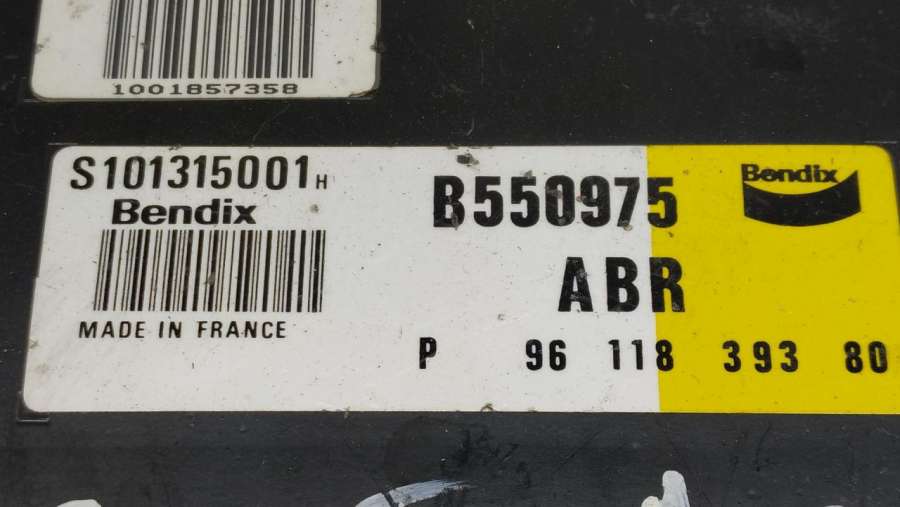 1001857358
S101315001H
Bendix
MADE IN FRANCE
B550975
Bendix
ABR
P 96 118 393 80